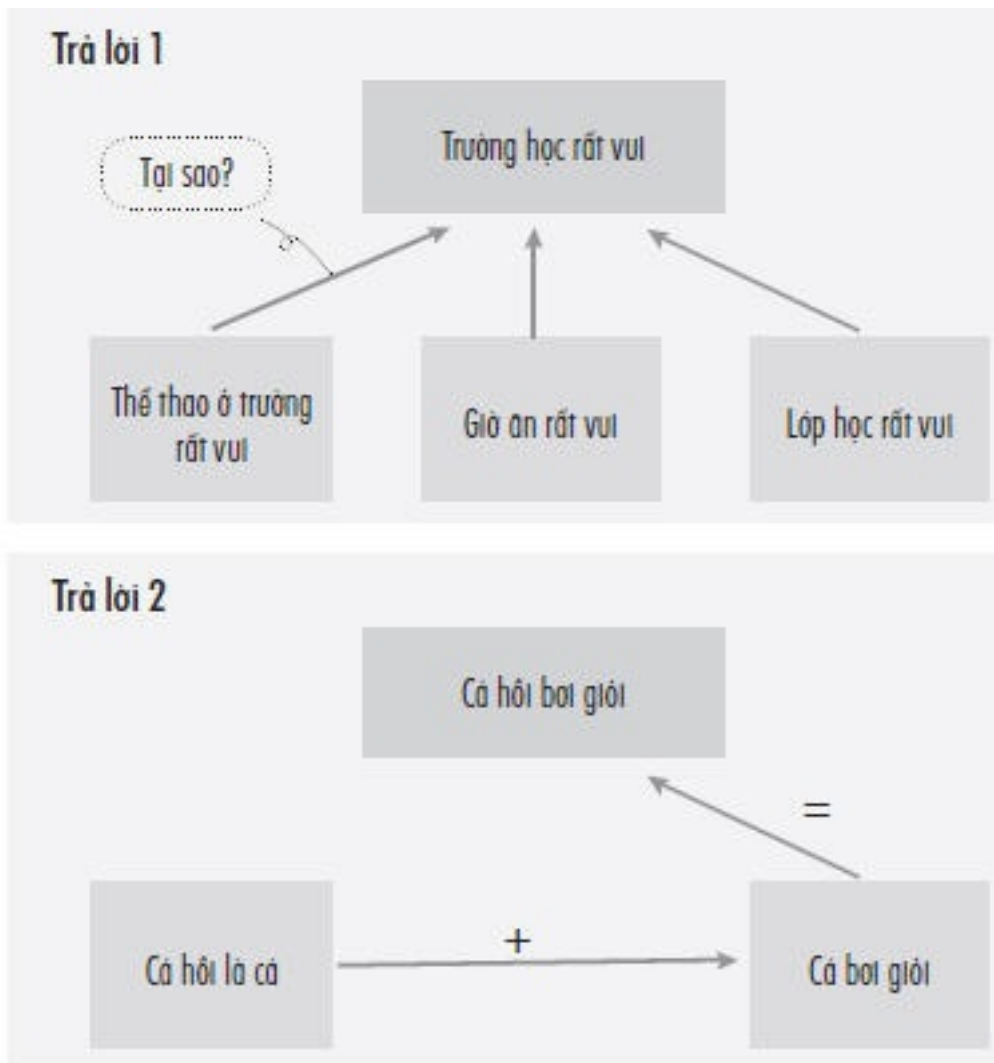 Trả lời 1
Trường học rất vui
Tại sao?
Thể thao ở trường
rất vui
Giờ ăn rất vui
Lớp học rất vui
Trả lời 2
Cá hồi bơi giỏi
=
+
Cá hồi là cá
Cá bơi giỏi